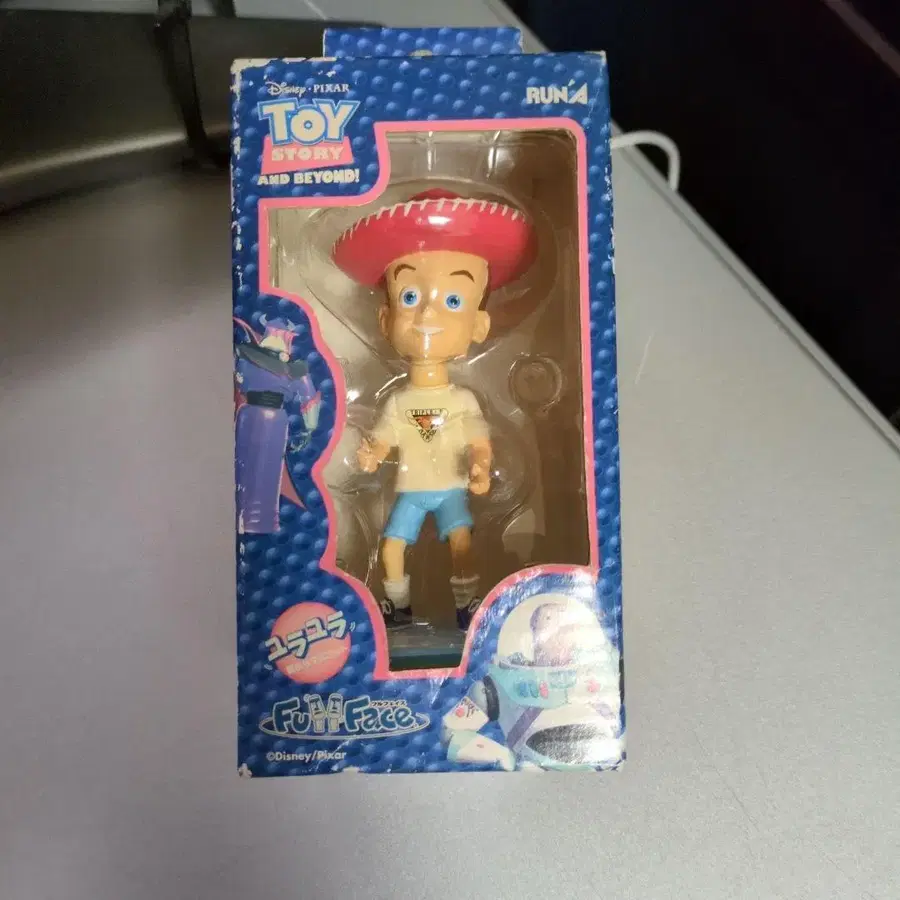 Disney · PIXAR
RUN'A
TOY
STORY
AND BEYOND!
ユラユラ
Full Face
フルフェイス
©Disney/Pixar